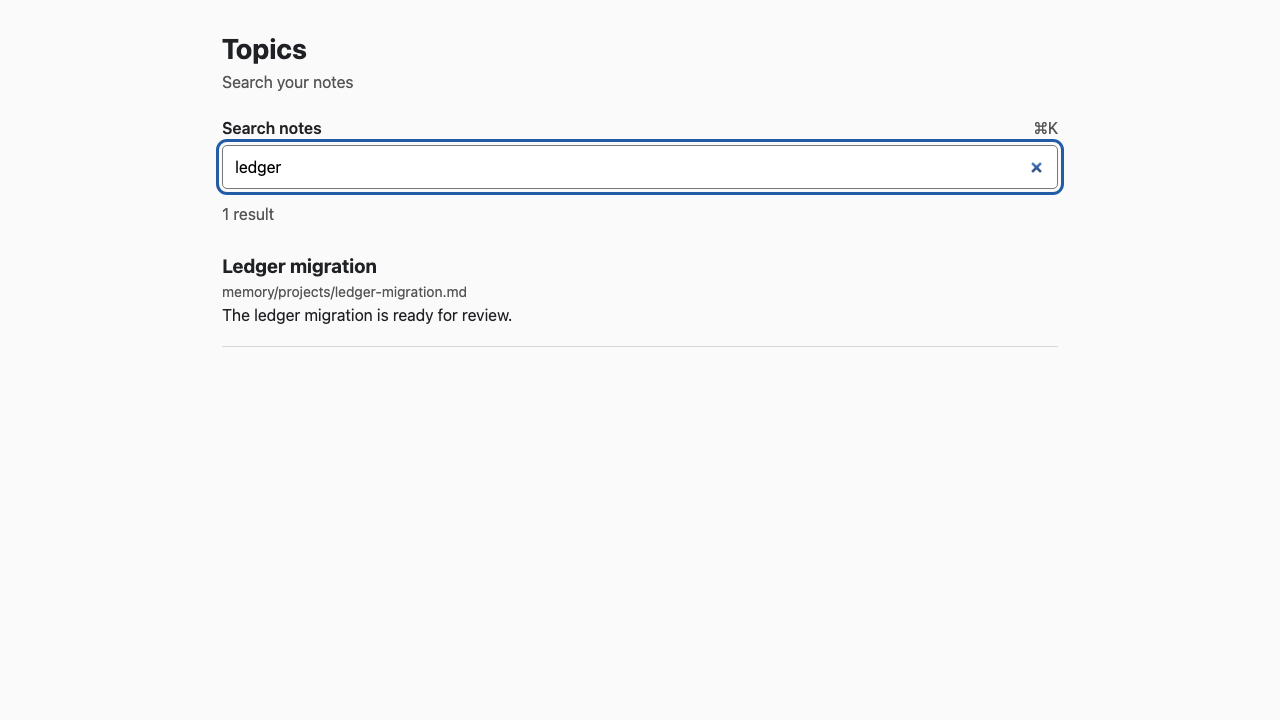 Topics
Search your notes
Search notes ⌘K
ledger
1 result
Ledger migration
memory/projects/ledger-migration.md
The ledger migration is ready for review.